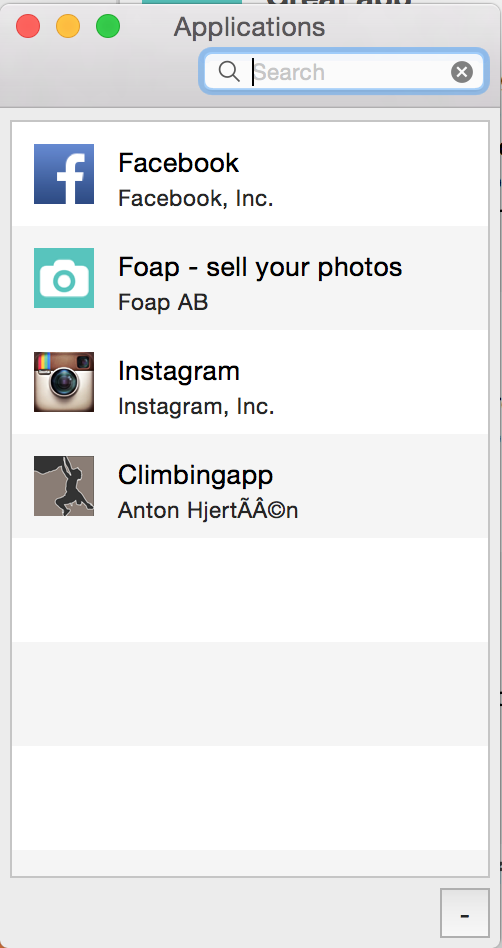 Applications
Search
Facebook
Facebook, Inc.
Foap - sell your photos
Foap AB
Instagram
Instagram, Inc.
Climbingapp
Anton HjertÃÂ©n
-